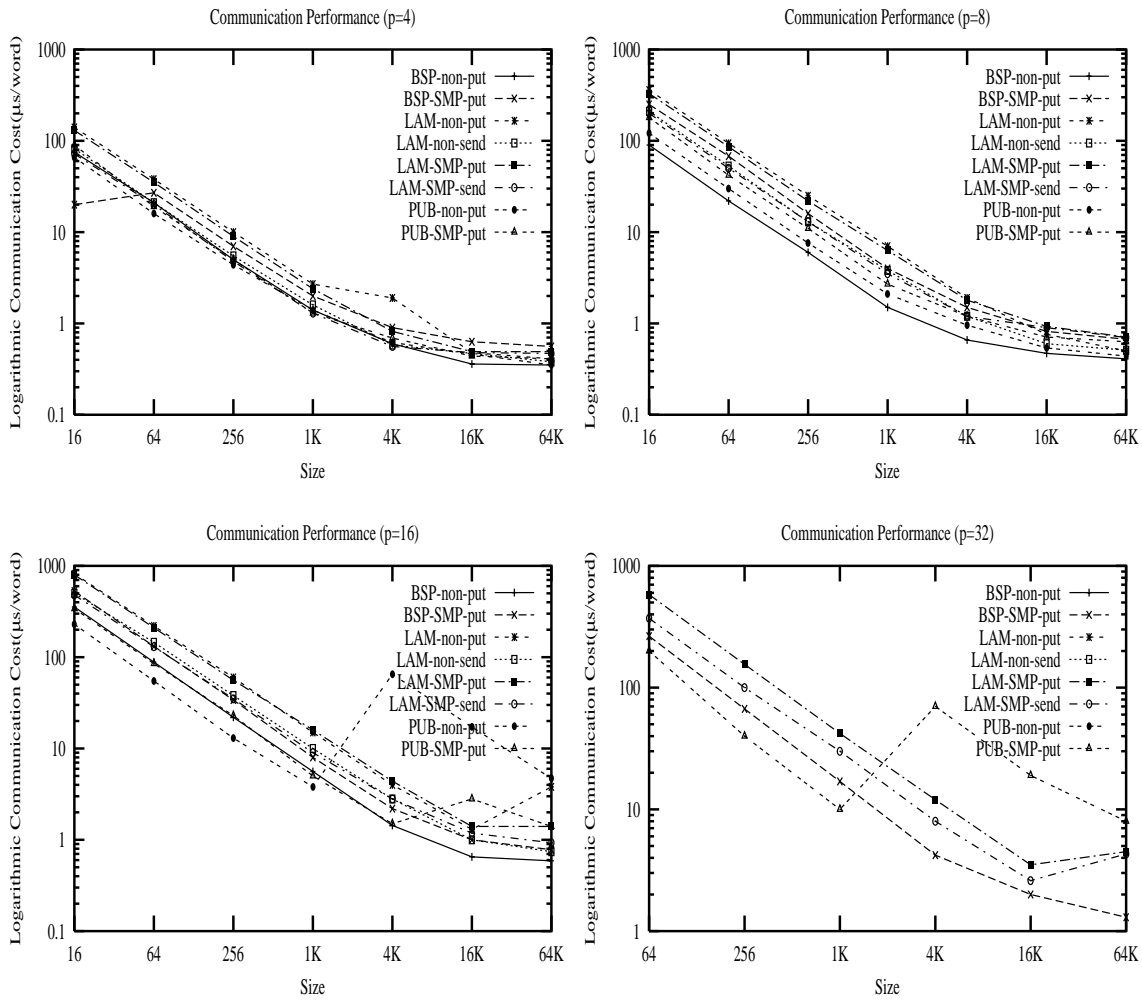 Communication Performance (p=4)
Logarithmic Communication Cost(μs/word)
1000
100
10
1
0.1
16
64
256
1K
4K
16K
64K
Size
BSP-non-put
BSP-SMP-put
LAM-non-put
LAM-non-send
LAM-SMP-put
LAM-SMP-send
PUB-non-put
PUB-SMP-put
Communication Performance (p=8)
Logarithmic Communication Cost(μs/word)
1000
100
10
1
0.1
16
64
256
1K
4K
16K
64K
Size
BSP-non-put
BSP-SMP-put
LAM-non-put
LAM-non-send
LAM-SMP-put
LAM-SMP-send
PUB-non-put
PUB-SMP-put
Communication Performance (p=16)
Logarithmic Communication Cost(μs/word)
1000
100
10
1
0.1
16
64
256
1K
4K
16K
64K
Size
BSP-non-put
BSP-SMP-put
LAM-non-put
LAM-non-send
LAM-SMP-put
LAM-SMP-send
PUB-non-put
PUB-SMP-put
Communication Performance (p=32)
Logarithmic Communication Cost(μs/word)
1000
100
10
1
64
256
1K
4K
16K
64K
Size
BSP-non-put
BSP-SMP-put
LAM-non-put
LAM-non-send
LAM-SMP-put
LAM-SMP-send
PUB-non-put
PUB-SMP-put